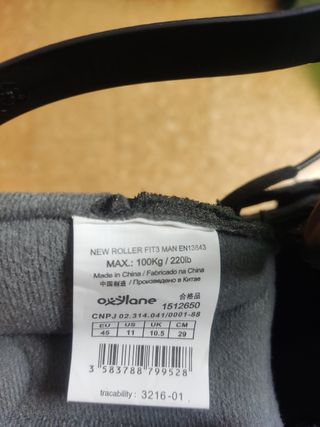 NEW ROLLER FIT3 MAN EN13843
MAX.: 100Kg / 220lb
Made in China / Fabricado na China
中国制造 / Произведено в Китае
oxylane
合格品
1512650
CNPJ 02.314.041/0001-88
EU US UK CM
45 11 10.5 29
3 583788 799528
tracability : 3216-01